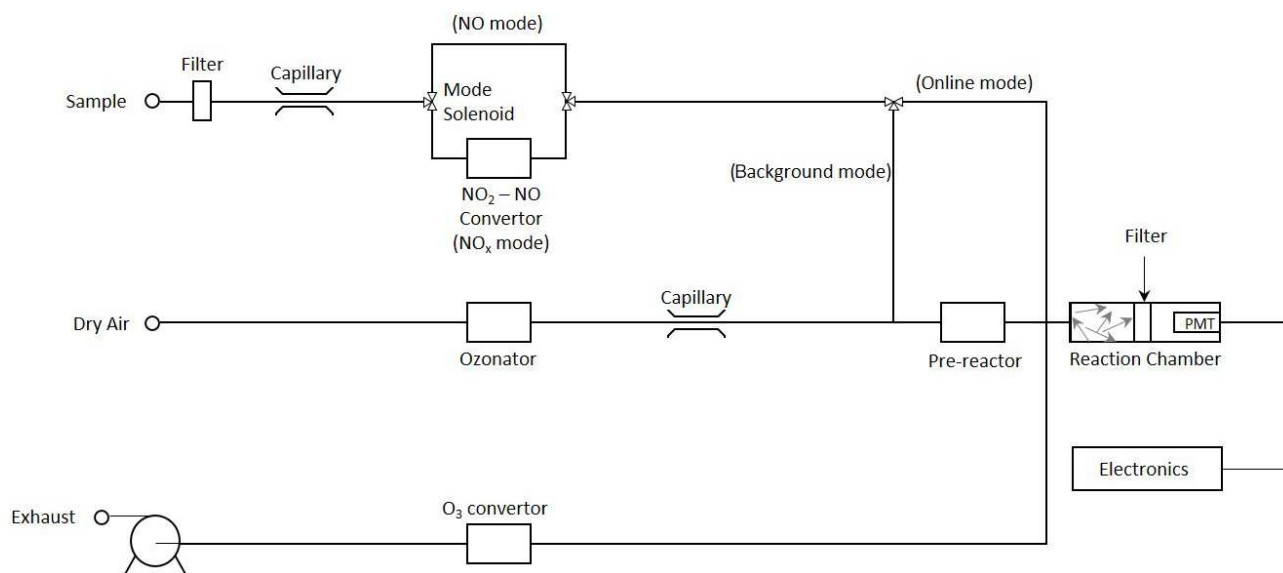 (NO mode)
Filter
Capillary
Sample
Mode
Solenoid
(Online mode)
(Background mode)
NO₂ – NO
Convertor
(NOₓ mode)
Filter
Capillary
Dry Air
PMT
Ozonator
Pre-reactor
Reaction Chamber
Electronics
O₃ convertor
Exhaust